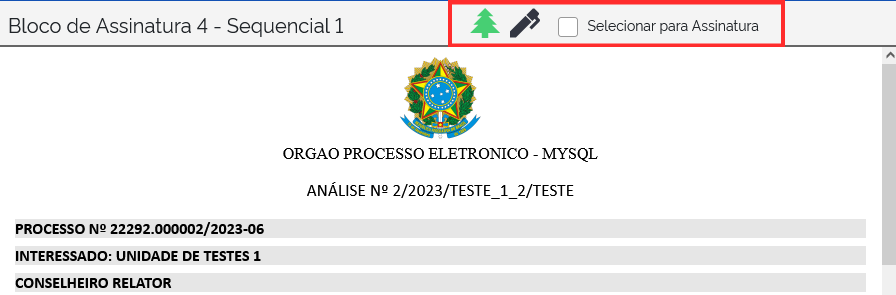 Bloco de Assinatura 4 - Sequencial 1
Selecionar para Assinatura
ORGAO PROCESSO ELETRONICO - MYSQL
ANÁLISE Nº 2/2023/TESTE_1_2/TESTE
PROCESSO Nº 22292.000002/2023-06
INTERESSADO: UNIDADE DE TESTES 1
CONSELHEIRO RELATOR